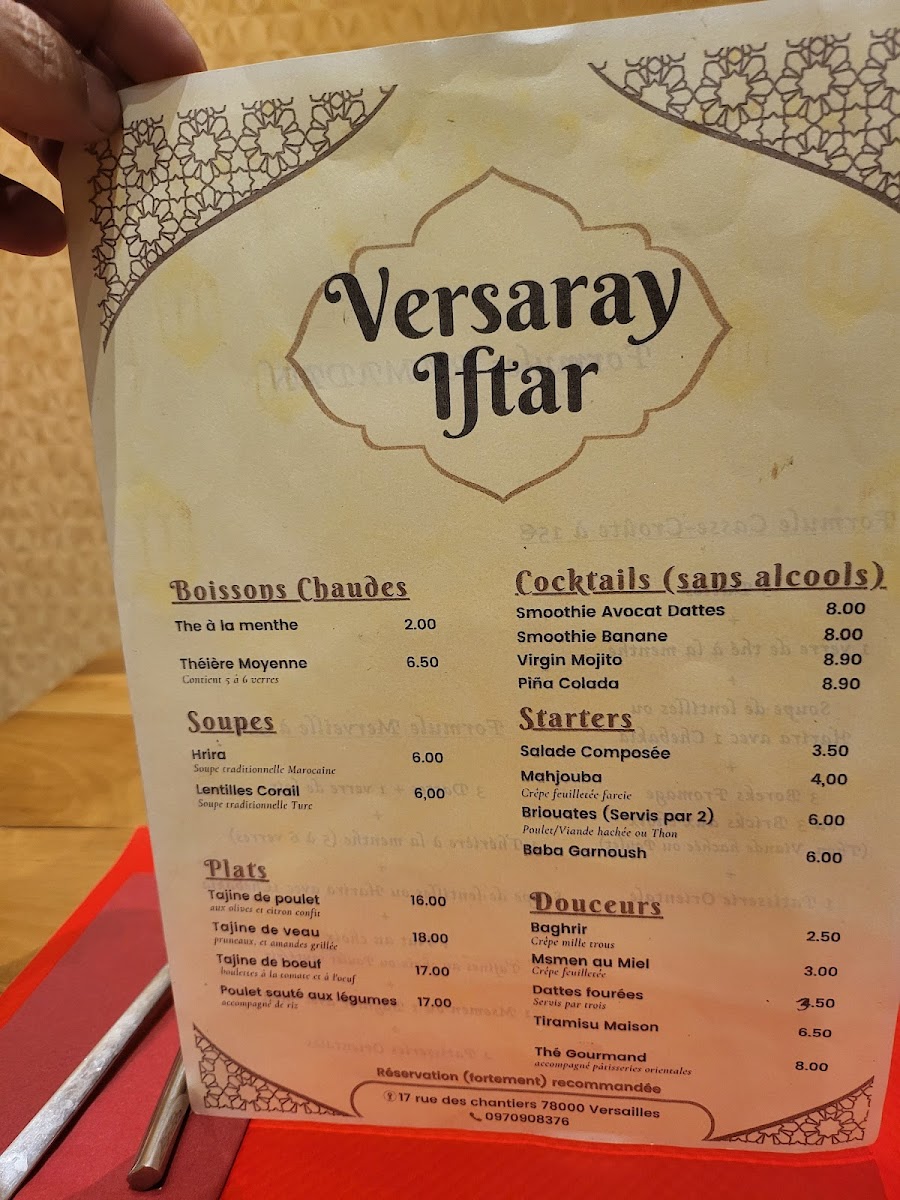 Versaray
Iftar
Boissons Chaudes
The à la menthe 2.00
Théière Moyenne 6.50
Contient 5 à 6 verres
Soupes
Hrira 6.00
Soupe traditionnelle Marocaine
Lentilles Corail 6,00
Soupe traditionnelle Turc
Plats
Tajine de poulet 16.00
aux olives et citron confit
Tajine de veau 18.00
pruneaux, et amandes grillée
Tajine de boeuf 17.00
boulettes à la tomate et à l'oeuf
Poulet sauté aux légumes 17.00
accompagné de riz
Cocktails (sans alcools)
Smoothie Avocat Dattes 8.00
Smoothie Banane 8.00
Virgin Mojito 8.90
Piña Colada 8.90
Starters
Salade Composée 3.50
Mahjouba 4,00
Crêpe feuilletée farcie
Briouates (Servis par 2) 6.00
Poulet/Viande hachée ou Thon
Baba Garnoush 6.00
Douceurs
Baghrir 2.50
Crêpe mille trous
Msmen au Miel 3.00
Crêpe feuilletée
Dattes fourées 3.50
Servis par trois
Tiramisu Maison 6.50
Thé Gourmand 8.00
accompagné pâtisseries orientales
Réservation (fortement) recommandée
17 rue des chantiers 78000 Versailles
0970908376